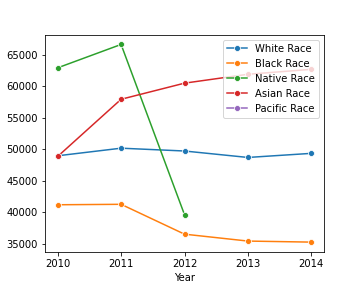 65000
60000
55000
50000
45000
40000
35000
White Race
Black Race
Native Race
Asian Race
Pacific Race
2010 2011 2012 2013 2014
Year